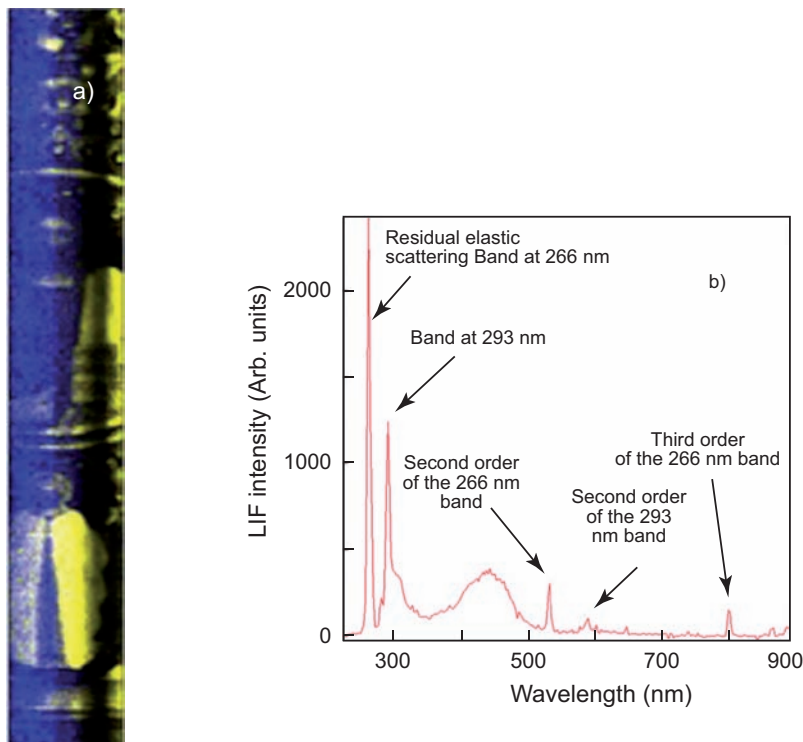 a)
Residual elastic
scattering Band at 266 nm
b)
Band at 293 nm
Second order
of the 266 nm
band
Third order
of the 266 nm band
Second order
of the 293
nm band
LIF intensity (Arb. units)
2000
1000
0
300
500
700
900
Wavelength (nm)